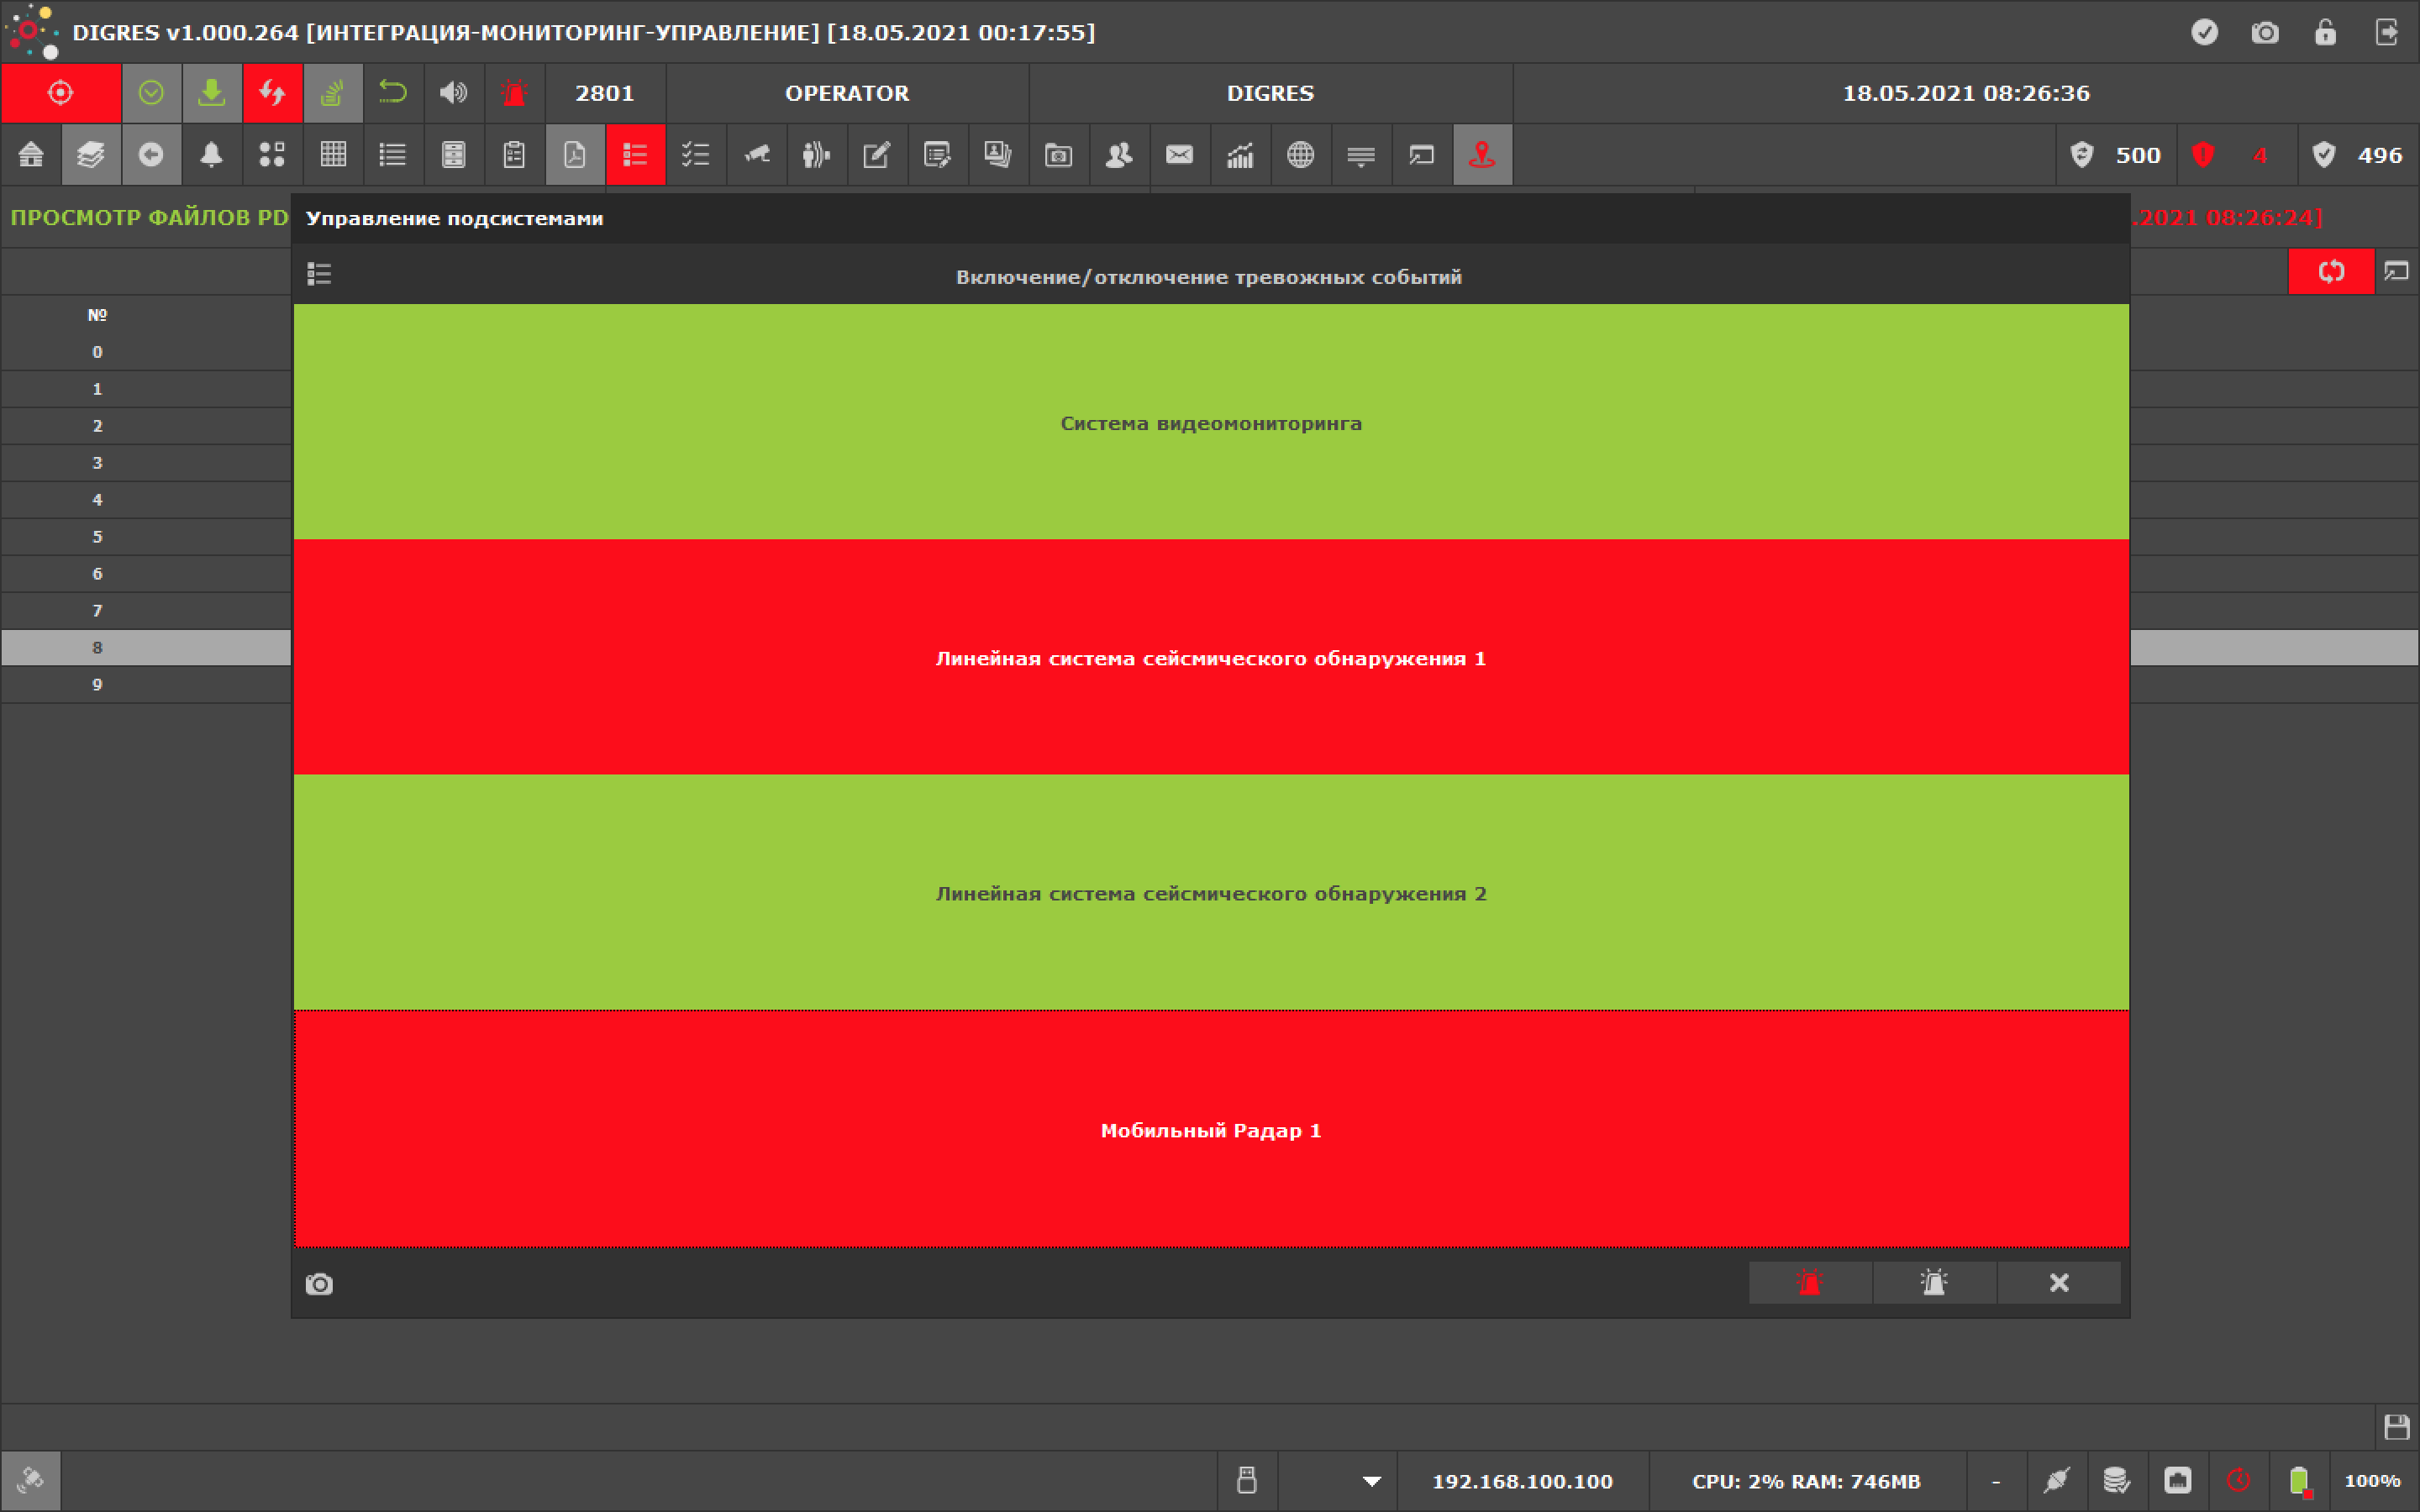 DIGRES v1.000.264 [ИНТЕГРАЦИЯ-МОНИТОРИНГ-УПРАВЛЕНИЕ] [18.05.2021 00:17:55]
2801 OPERATOR DIGRES 18.05.2021 08:26:36
500 4 496
ПРОСМОТР ФАЙЛОВ PD
.2021 08:26:24]
Управление подсистемами
Включение/отключение тревожных событий
№
0
1
2
3
4
5
6
7
8
9
Система видеомониторинга
Линейная система сейсмического обнаружения 1
Линейная система сейсмического обнаружения 2
Мобильный Радар 1
192.168.100.100 CPU: 2% RAM: 746MB - 100%